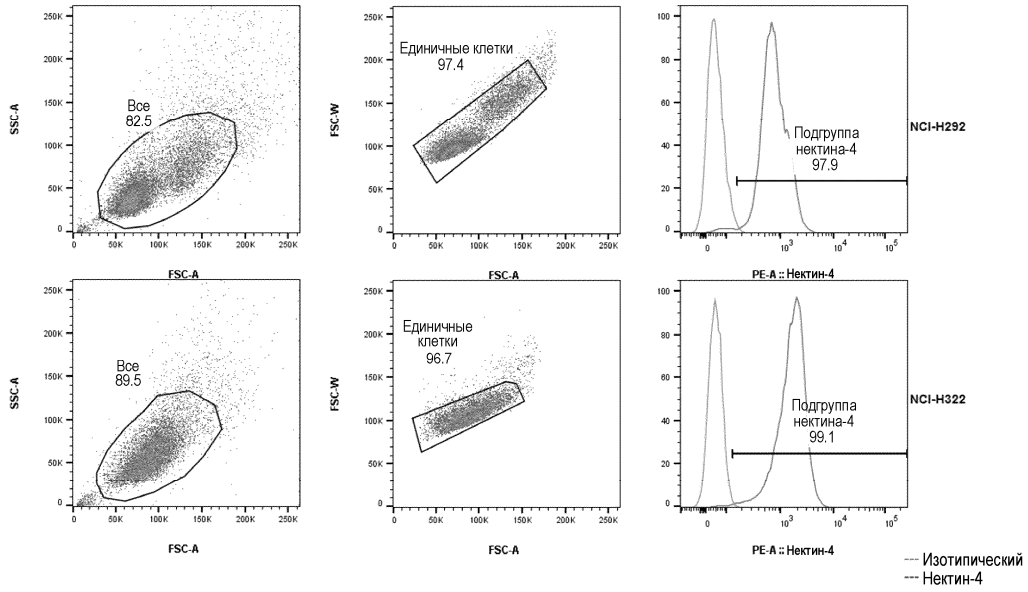 250K
200K
150K
100K
50K
0
SSC-A
Все
82.5
0
50K
100K
150K
200K
250K
FSC-A
250K
200K
150K
100K
50K
0
FSC-W
Единичные клетки
97.4
0
50K
100K
150K
200K
250K
FSC-A
100
80
60
40
20
0
Подгруппа
нектина-4
97.9
0
10³
10⁴
10⁵
PE-A :: Нектин-4
NCI-H292
250K
200K
150K
100K
50K
0
SSC-A
Все
89.5
0
50K
100K
150K
200K
250K
FSC-A
250K
200K
150K
100K
50K
0
FSC-W
Единичные
клетки
96.7
0
50K
100K
150K
200K
250K
FSC-A
100
80
60
40
20
0
Подгруппа
нектина-4
99.1
0
10³
10⁴
10⁵
PE-A :: Нектин-4
NCI-H322
Изотипический
Нектин-4